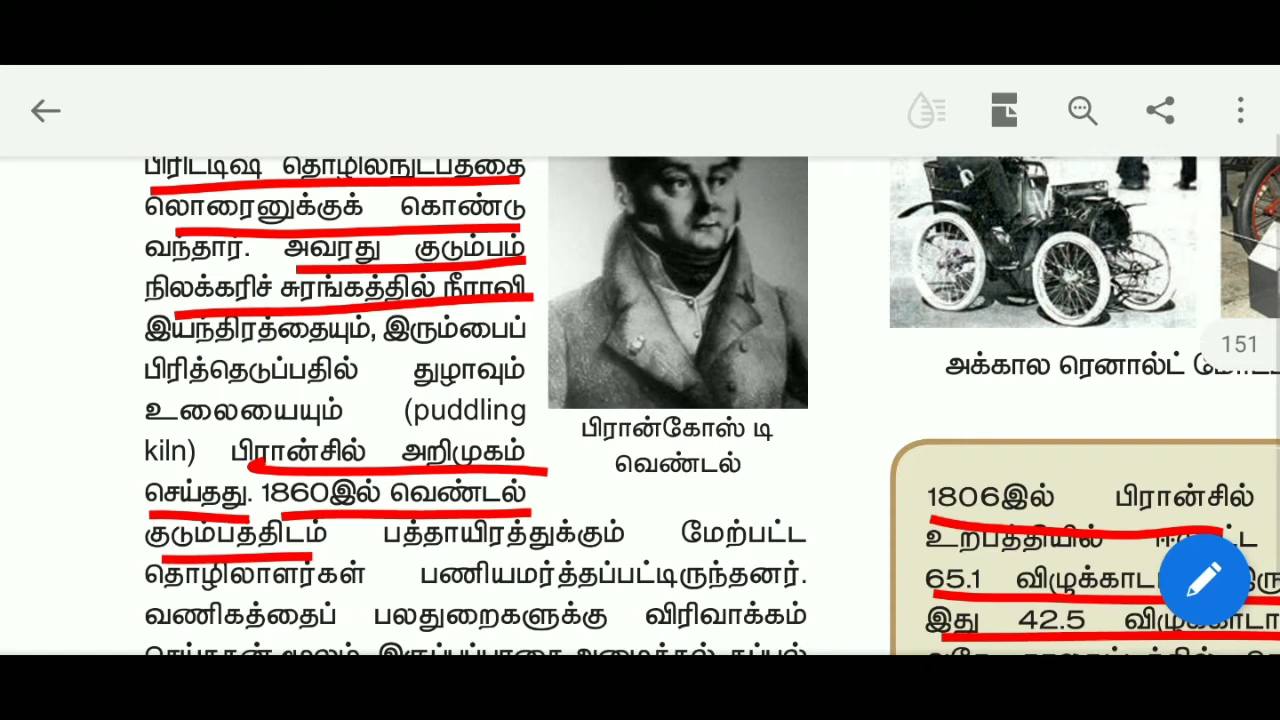 பிரிட்டிஷ் தொழில்நுட்பத்தை
லொரைனுக்குக் கொண்டு
வந்தார். அவரது குடும்பம்
நிலக்கரிச் சுரங்கத்தில் நீராவி
இயந்திரத்தையும், இரும்பைப்
பிரித்தெடுப்பதில் துழாவும்
உலையையும் (puddling
kiln) பிரான்சில் அறிமுகம்
செய்தது. 1860இல் வெண்டல்
குடும்பத்திடம் பத்தாயிரத்துக்கும் மேற்பட்ட
தொழிலாளர்கள் பணியமர்த்தப்பட்டிருந்தனர்.
வணிகத்தைப் பலதுறைகளுக்கு விரிவாக்கம்
பிரான்கோஸ் டி
வெண்டல்
151
அக்கால ரெனால்ட்
1806இல் பிரான்சில்
உற்பத்தியில்
65.1
இது 42.5